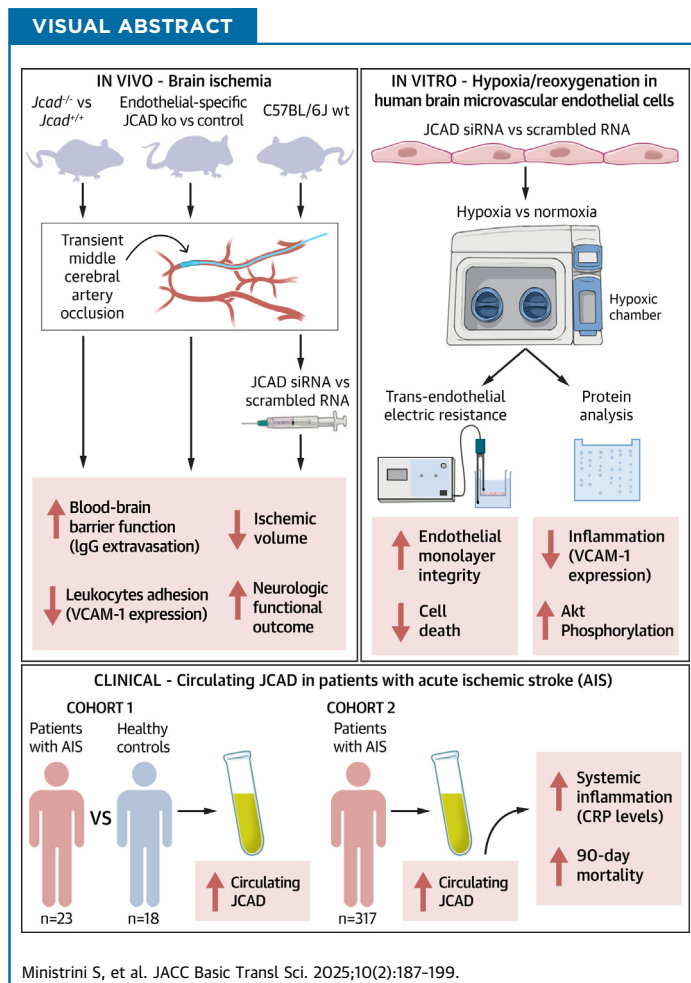 VISUAL ABSTRACT
IN VIVO - Brain ischemia
Jcad-/- vs
Jcad+/+
Endothelial-specific
JCAD ko vs control
C57BL/6J wt
Transient
middle
cerebral
artery
occlusion
JCAD siRNA vs
scrambled RNA
Blood-brain
barrier function
(IgG extravasation)
Leukocytes adhesion
(VCAM-1 expression)
Ischemic
volume
Neurologic
functional
outcome
IN VITRO - Hypoxia/reoxygenation in
human brain microvascular endothelial cells
JCAD siRNA vs scrambled RNA
Hypoxia vs normoxia
Hypoxic
chamber
Trans-endothelial
electric resistance
Protein
analysis
Endothelial
monolayer
integrity
Cell
death
Inflammation
(VCAM-1
expression)
Akt
Phosphorylation
CLINICAL - Circulating JCAD in patients with acute ischemic stroke (AIS)
COHORT 1
Patients
with AIS
Healthy
controls
VS
n=23
n=18
Circulating
JCAD
COHORT 2
Patients
with AIS
n=317
Circulating
JCAD
Systemic
inflammation
(CRP levels)
90-day
mortality
Ministrini S, et al. JACC Basic Transl Sci. 2025;10(2):187-199.